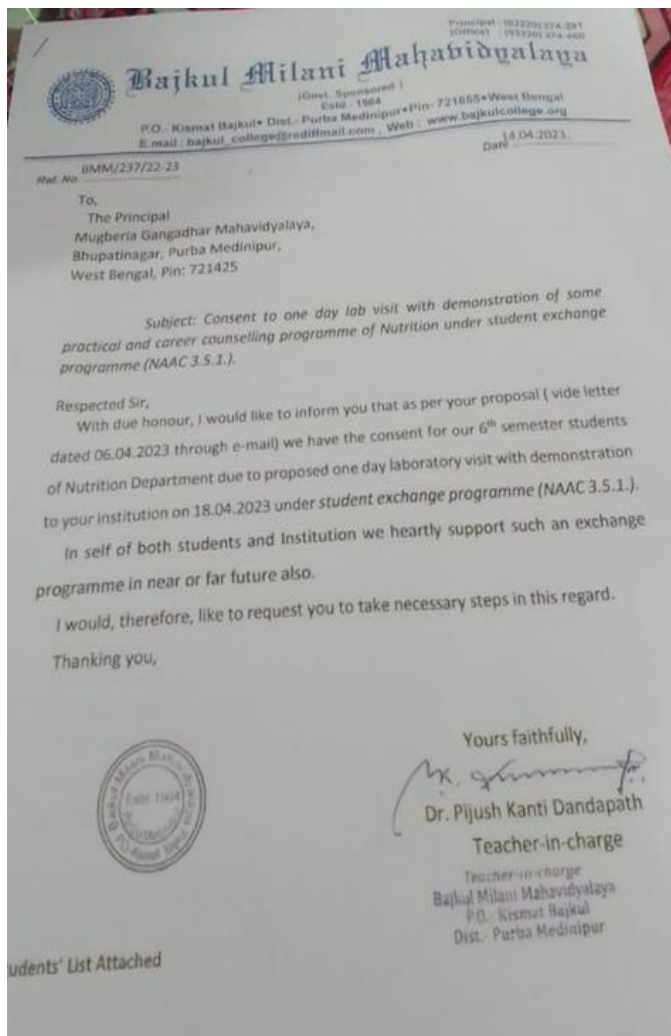 Principal : (03220) 274-291
(Office) : (03220) 274-460
Bajkul Milani Mahavidyalaya
(Govt. Sponsored)
Estd.- 1964
P.O.- Kismat Bajkul• Dist.- Purba Medinipur•Pin- 721655•West Bengal
E.mail : bajkul_college@rediffmail.com , Web : www.bajkulcollege.org
Ref. No BMM/237/22-23
Date 14.04.2023.
To,
The Principal
Mugberia Gangadhar Mahavidyalaya,
Bhupatinagar, Purba Medinipur,
West Bengal, Pin: 721425
Subject: Consent to one day lab visit with demonstration of some
practical and career counselling programme of Nutrition under student exchange
programme (NAAC 3.5.1.).
Respected Sir,
With due honour, I would like to inform you that as per your proposal ( vide letter
dated 06.04.2023 through e-mail) we have the consent for our 6th semester students
of Nutrition Department due to proposed one day laboratory visit with demonstration
to your institution on 18.04.2023 under student exchange programme (NAAC 3.5.1.).
In self of both students and Institution we heartly support such an exchange
programme in near or far future also.
I would, therefore, like to request you to take necessary steps in this regard.
Thanking you,
Yours faithfully,
Dr. Pijush Kanti Dandapath
Teacher-in-charge
Teacher-in-charge
Bajkul Milani Mahavidyalaya
P.O.- Kismat Bajkul
Dist.- Purba Medinipur
Bajkul Milani Mahavidyalaya
Estd. 1964
P.O.-Kismat Bajkul
udents' List Attached